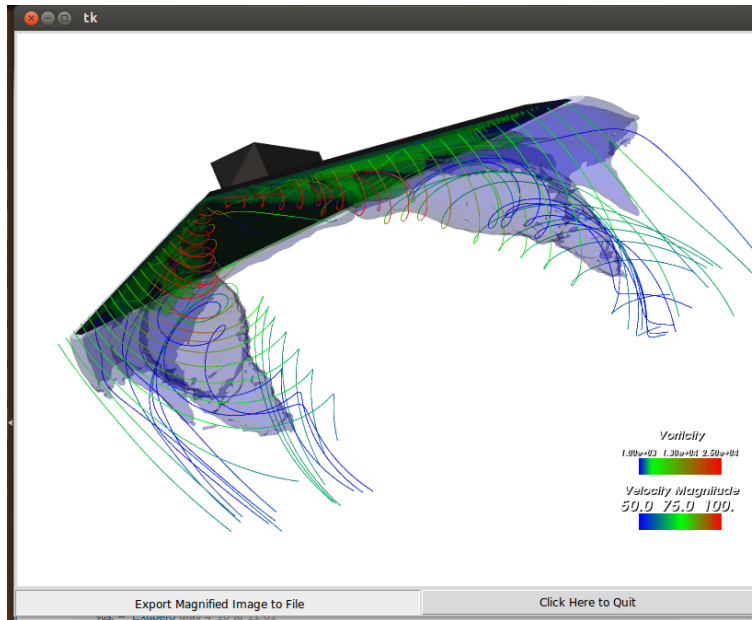 tk
Vorticity
1.00e+03 1.30e+04 2.50e+04
Velocity Magnitude
50.0 75.0 100.
Export Magnified Image to File
Click Here to Quit